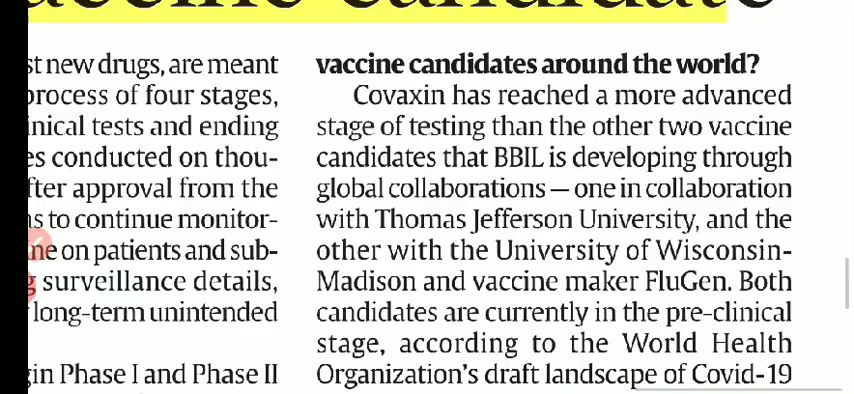 vaccine candidate
st new drugs, are meant
process of four stages,
inical tests and ending
es conducted on thou-
fter approval from the
ns to continue monitor-
ne on patients and sub-
g surveillance details,
long-term unintended
gin Phase I and Phase II
vaccine candidates around the world?
Covaxin has reached a more advanced
stage of testing than the other two vaccine
candidates that BBIL is developing through
global collaborations — one in collaboration
with Thomas Jefferson University, and the
other with the University of Wisconsin-
Madison and vaccine maker FluGen. Both
candidates are currently in the pre-clinical
stage, according to the World Health
Organization's draft landscape of Covid-19